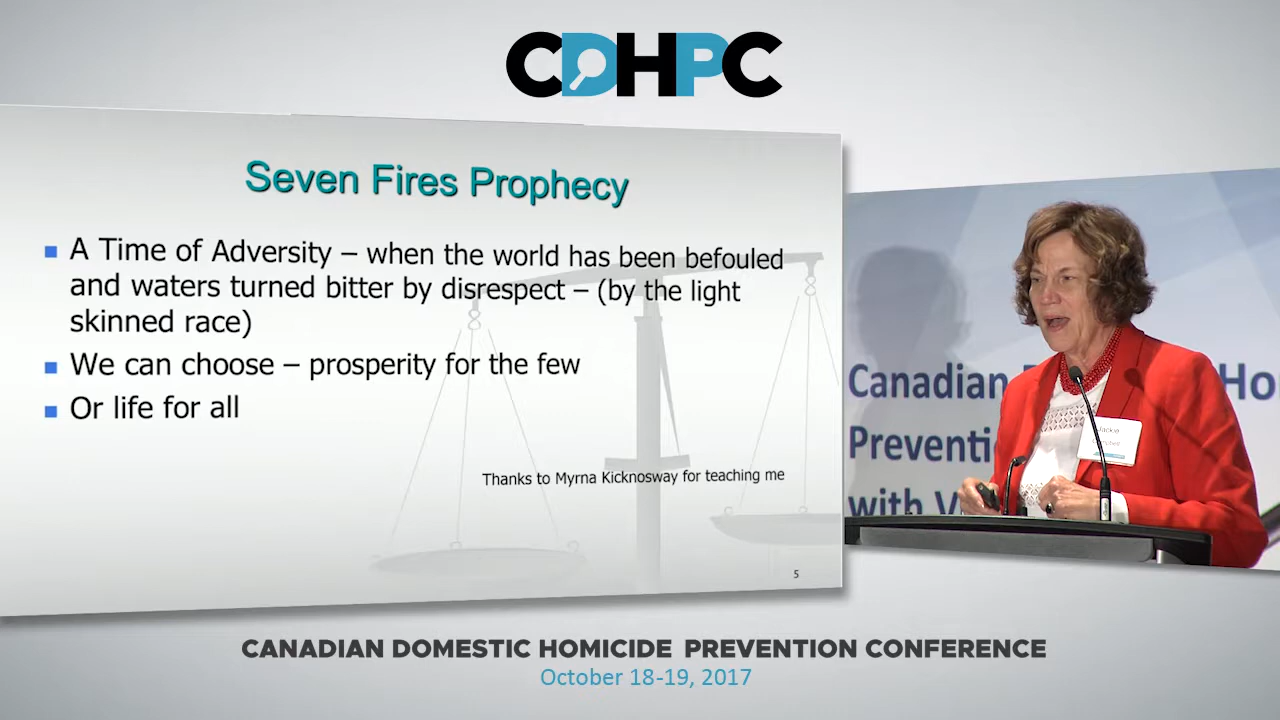 CDHPC
Seven Fires Prophecy
A Time of Adversity – when the world has been befouled
and waters turned bitter by disrespect – (by the light
skinned race)
We can choose – prosperity for the few
Or life for all
Thanks to Myrna Kicknosway for teaching me
5
Canadian
Preventi
with V
Jackie
CANADIAN DOMESTIC HOMICIDE PREVENTION CONFERENCE
October 18-19, 2017